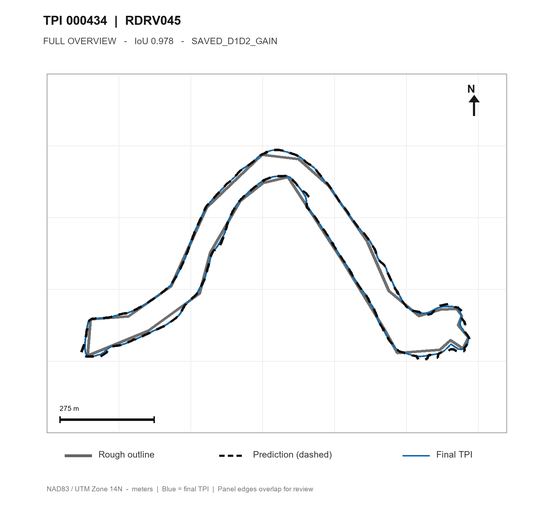 TPI 000434 | RDRV045
FULL OVERVIEW - IoU 0.978 - SAVED_D1D2_GAIN
N
275 m
Rough outline
Prediction (dashed)
Final TPI
NAD83 / UTM Zone 14N - meters | Blue = final TPI | Panel edges overlap for review